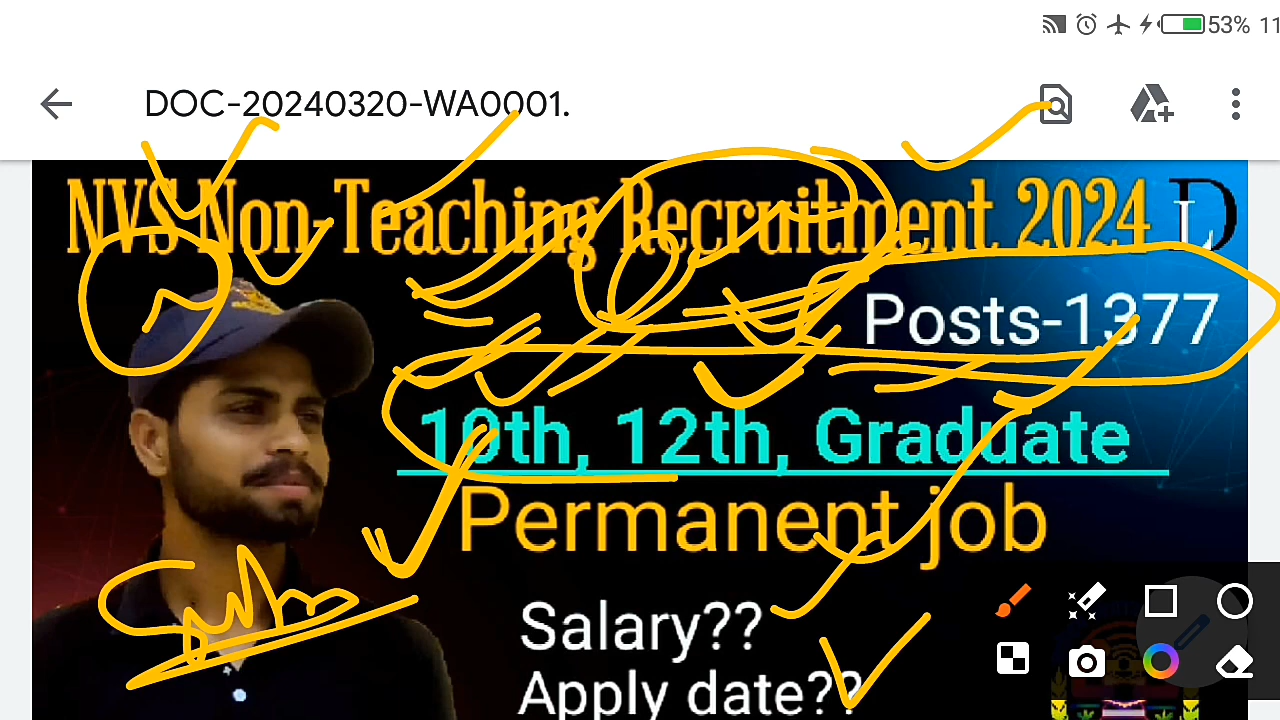 53% 11
DOC-20240320-WA0001.
NVS Non-Teaching Recruitment 2024 LD
Posts-1377
10th, 12th, Graduate
Permanent job
Salary??
Apply date??